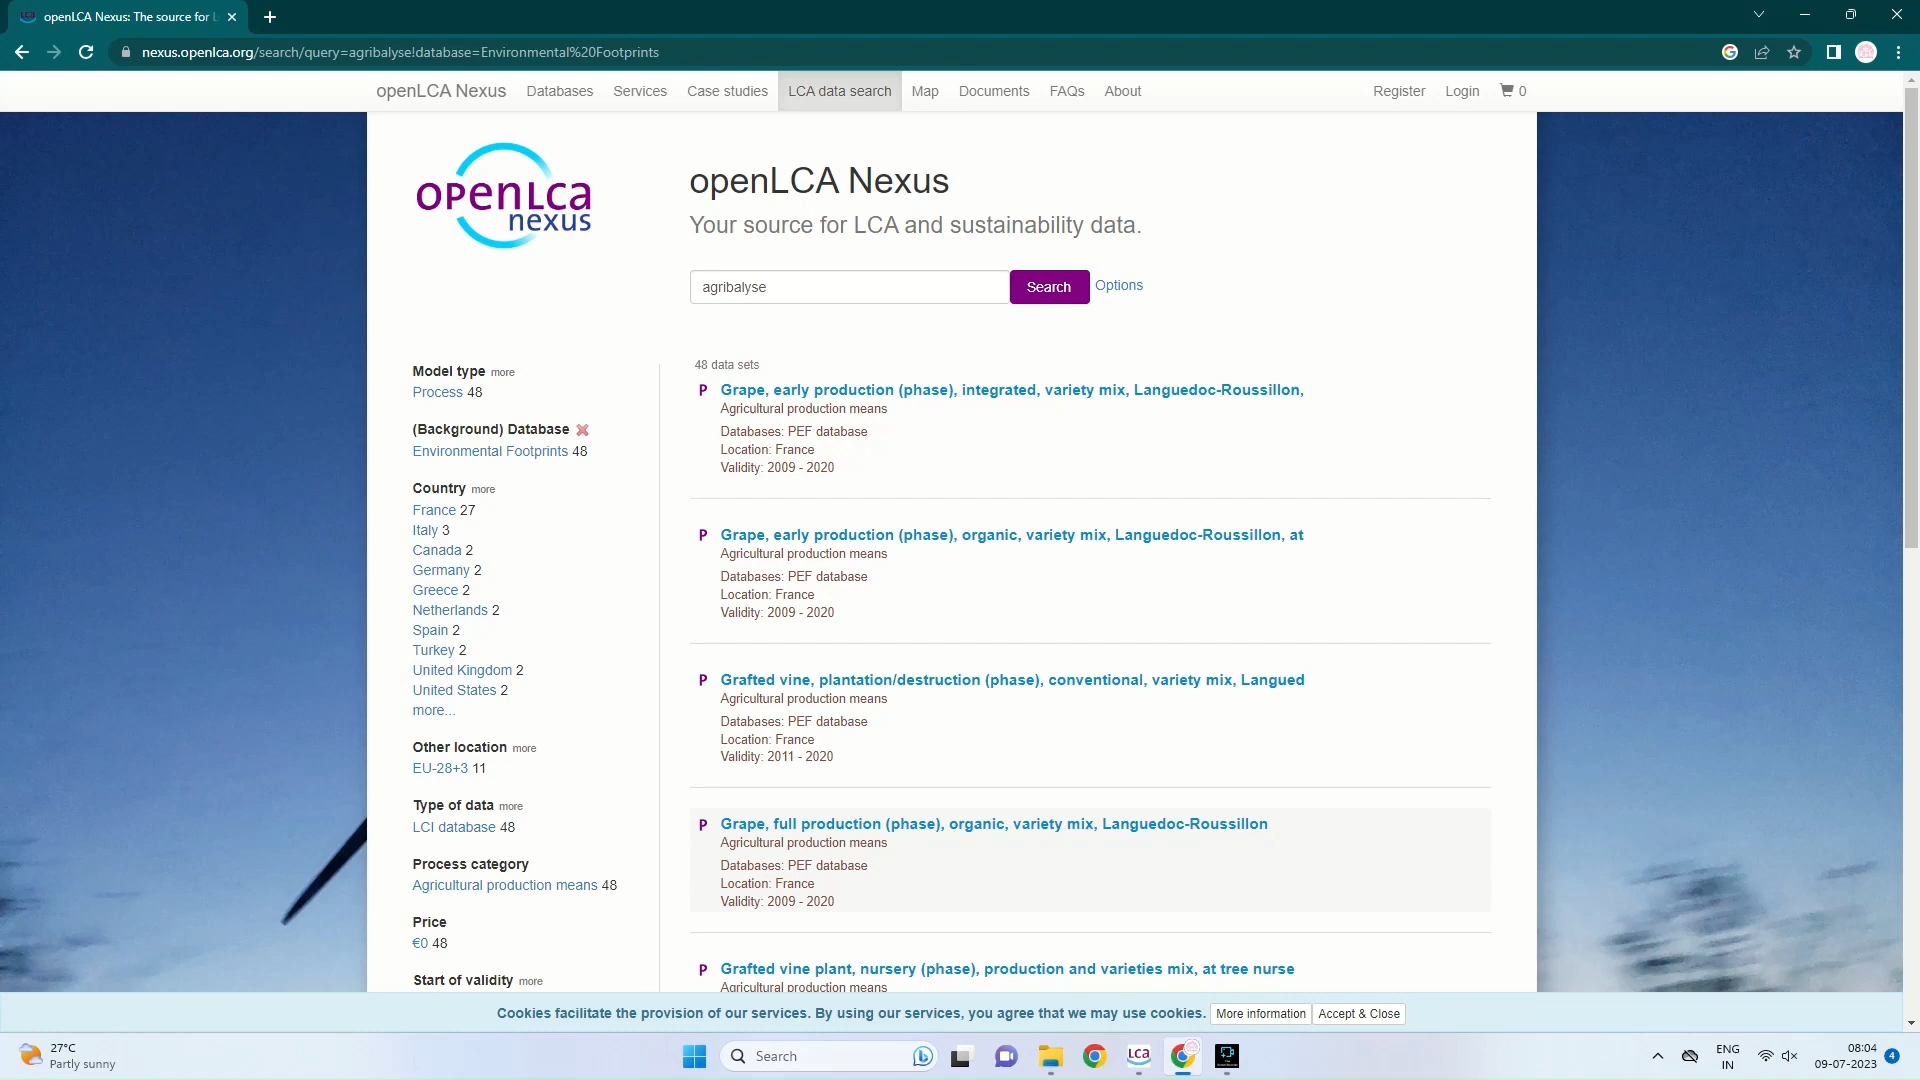 openLCA Nexus: The source for L
nexus.openlca.org/search/query=agribalyse!database=Environmental%20Footprints
openLCA Nexus Databases Services Case studies LCA data search Map Documents FAQs About Register Login 0
openLca
nexus
openLCA Nexus
Your source for LCA and sustainability data.
agribalyse Search Options
Model type more
Process 48
(Background) Database
Environmental Footprints 48
Country more
France 27
Italy 3
Canada 2
Germany 2
Greece 2
Netherlands 2
Spain 2
Turkey 2
United Kingdom 2
United States 2
more...
Other location more
EU-28+3 11
Type of data more
LCI database 48
Process category
Agricultural production means 48
Price
€0 48
Start of validity more
48 data sets
P Grape, early production (phase), integrated, variety mix, Languedoc-Roussillon,
Agricultural production means
Databases: PEF database
Location: France
Validity: 2009 - 2020
P Grape, early production (phase), organic, variety mix, Languedoc-Roussillon, at
Agricultural production means
Databases: PEF database
Location: France
Validity: 2009 - 2020
P Grafted vine, plantation/destruction (phase), conventional, variety mix, Langued
Agricultural production means
Databases: PEF database
Location: France
Validity: 2011 - 2020
P Grape, full production (phase), organic, variety mix, Languedoc-Roussillon
Agricultural production means
Databases: PEF database
Location: France
Validity: 2009 - 2020
P Grafted vine plant, nursery (phase), production and varieties mix, at tree nurse
Agricultural production means
Cookies facilitate the provision of our services. By using our services, you agree that we may use cookies. More information Accept & Close
27°C
Partly sunny
Search
LCA
ENG
IN
08:04
09-07-2023
4